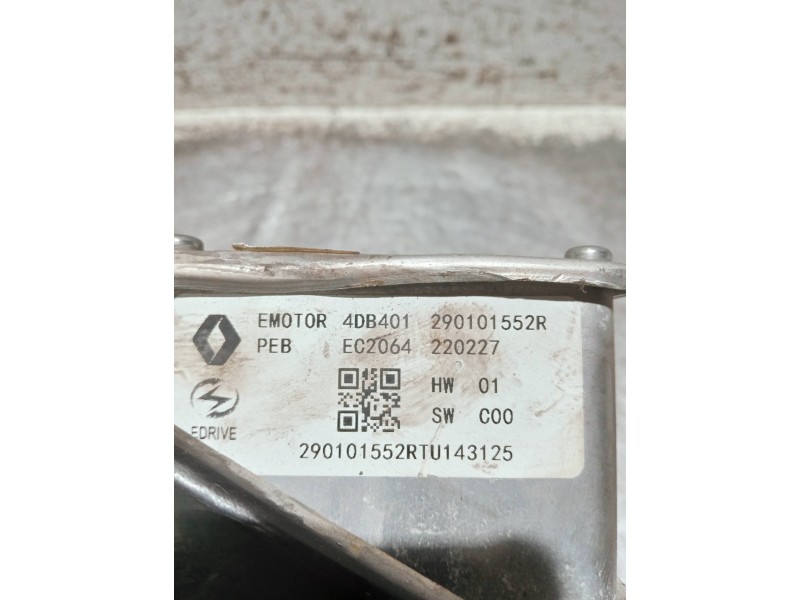 EMOTOR 4DB401 290101552R
PEB EC2064 220227
HW 01
SW C00
EDRIVE
290101552RTU143125